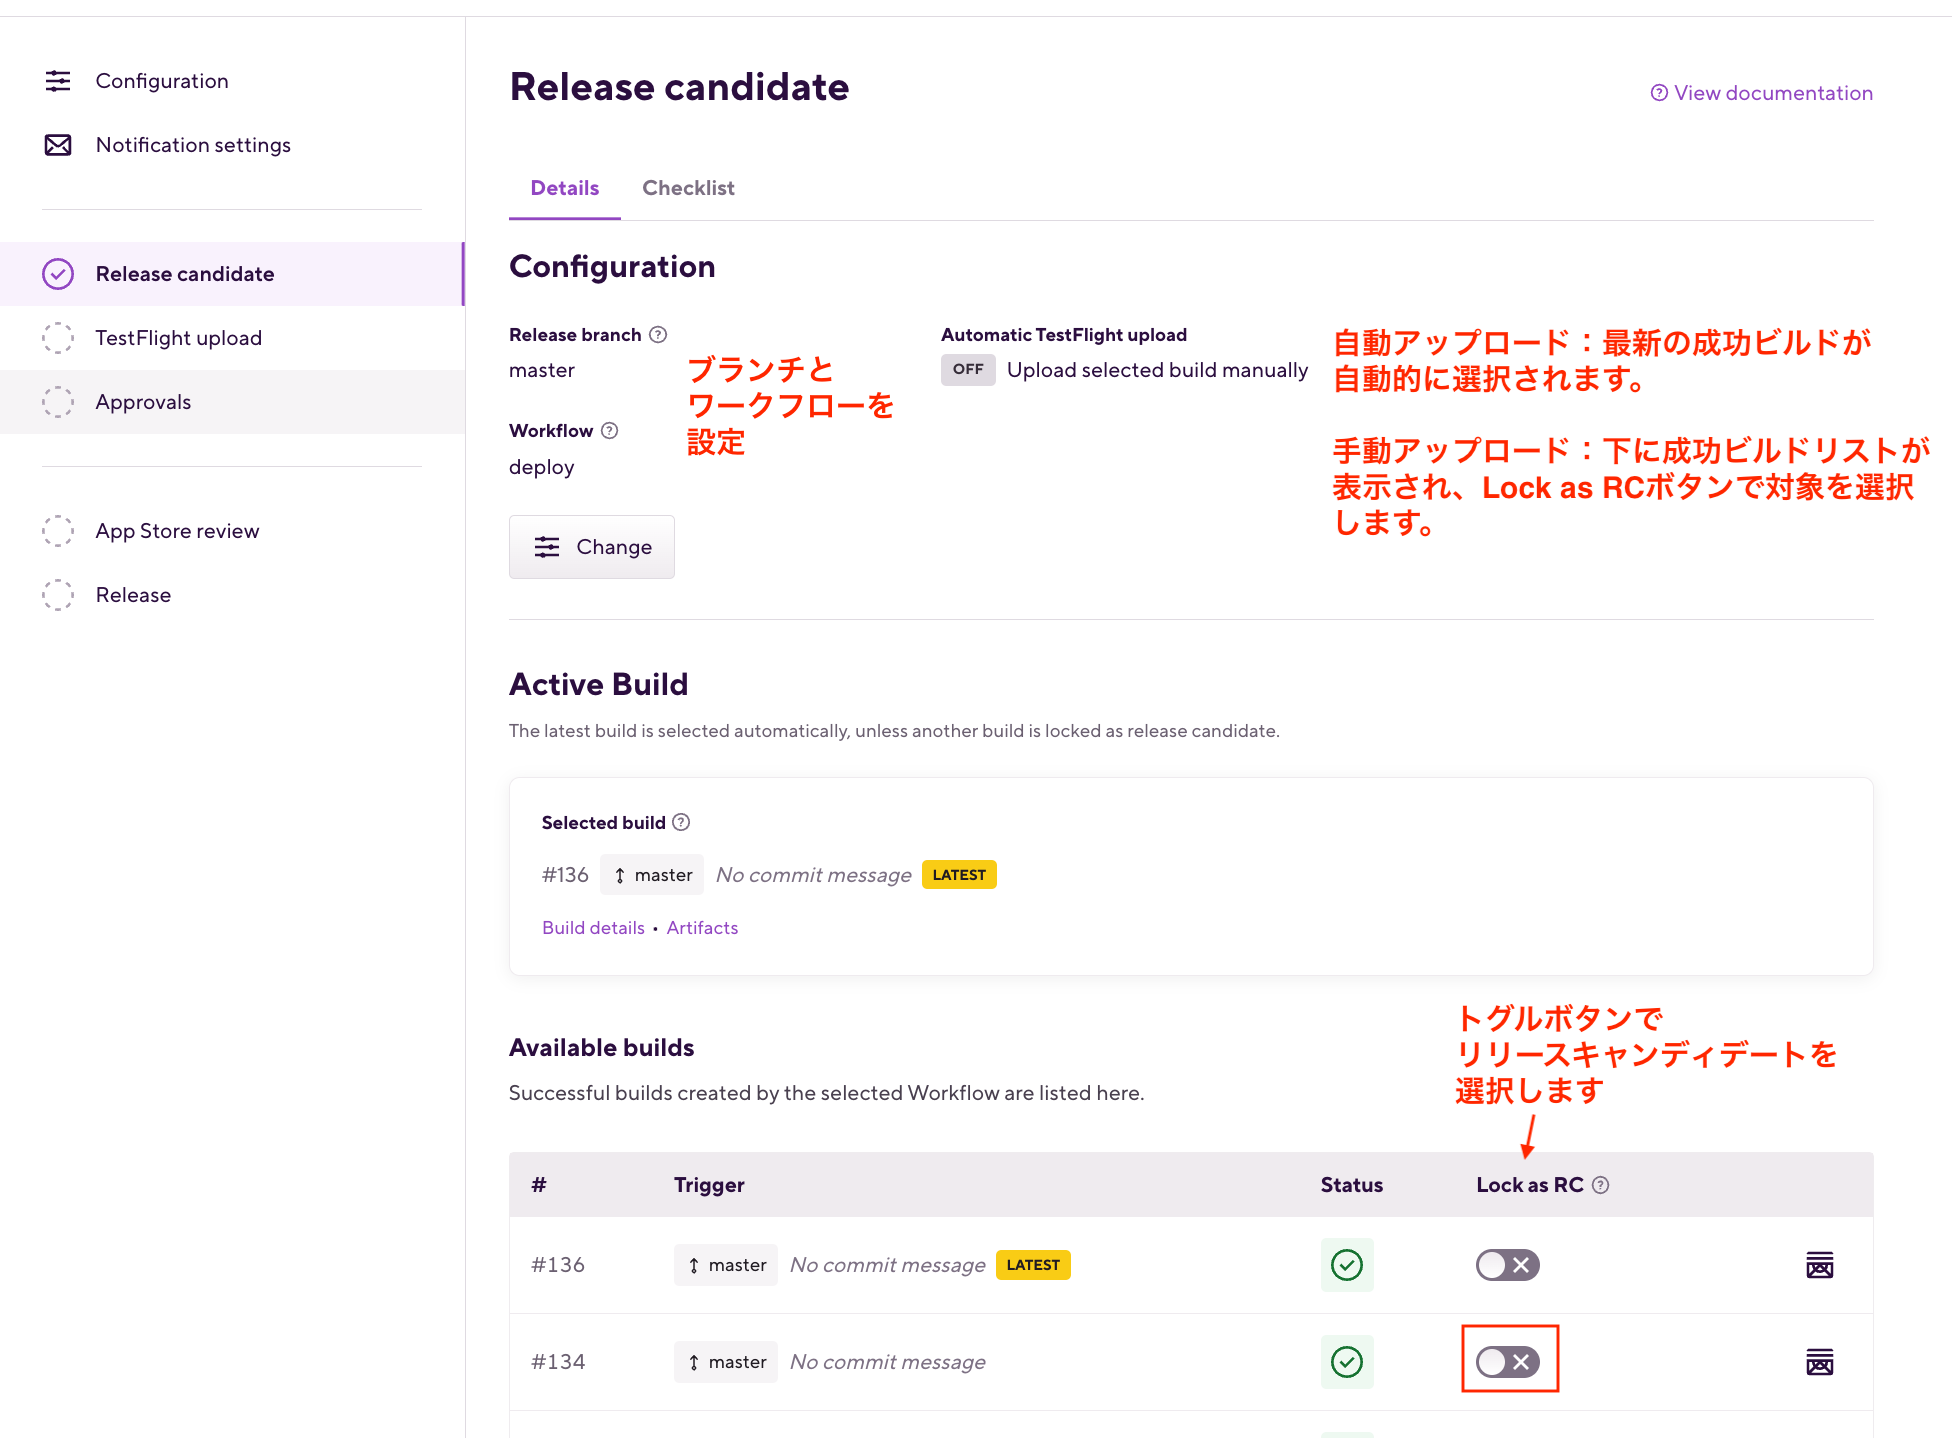 Configuration
Notification settings
Release candidate
TestFlight upload
Approvals
App Store review
Release
Release candidate
View documentation
Details
Checklist
Configuration
Release branch
master
Workflow
deploy
ブランチと
ワークフローを
設定
Automatic TestFlight upload
OFF Upload selected build manually
自動アップロード：最新の成功ビルドが
自動的に選択されます。
手動アップロード：下に成功ビルドリストが
表示され、Lock as RCボタンで対象を選択
します。
Change
Active Build
The latest build is selected automatically, unless another build is locked as release candidate.
Selected build
#136 master No commit message LATEST
Build details • Artifacts
Available builds
Successful builds created by the selected Workflow are listed here.
トグルボタンで
リリースキャンディデートを
選択します
# Trigger Status Lock as RC
#136 master No commit message LATEST
#134 master No commit message